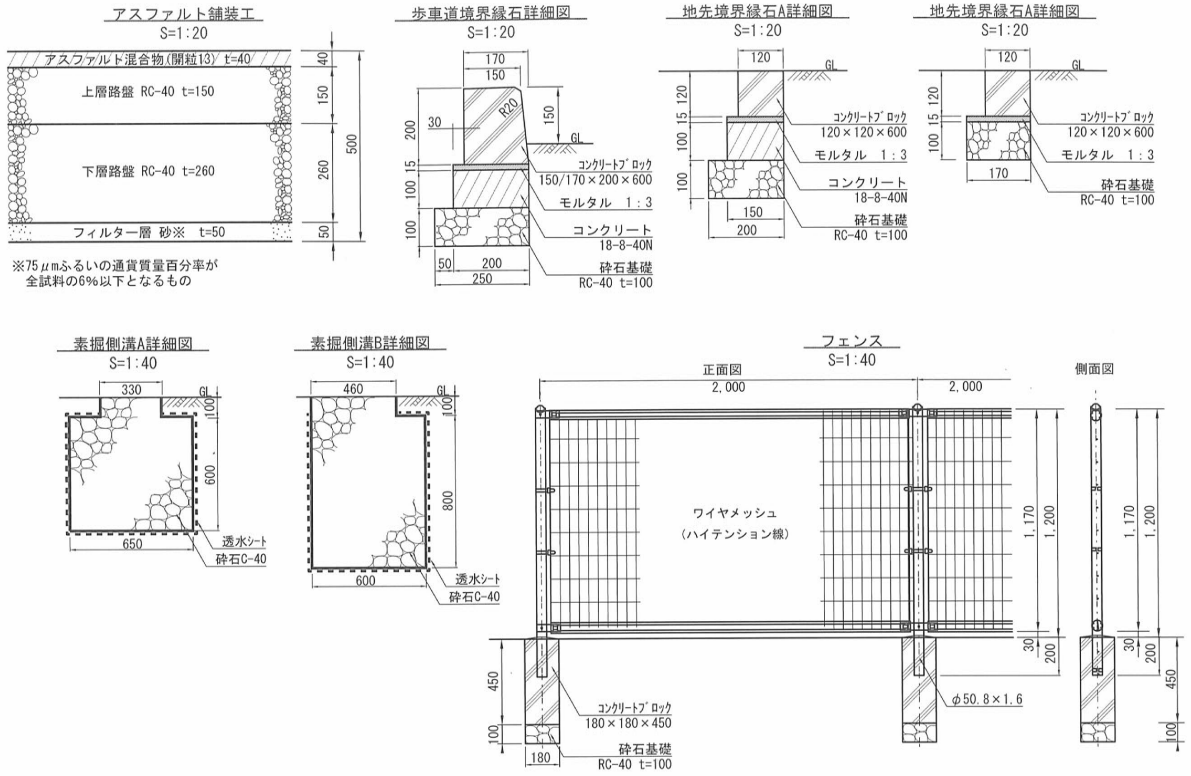 アスファルト舗装工
S=1:20
アスファルト混合物(開粒13) t=40
上層路盤 RC-40 t=150
下層路盤 RC-40 t=260
フィルター層 砂※ t=50
40
150
260
50
500
※75μmふるいの通貨質量百分率が
全試料の6%以下となるもの
歩車道境界縁石詳細図
S=1:20
170
150
R20
30
200
15
100
100
150
GL
コンクリートブロック
150/170×200×600
モルタル 1:3
コンクリート
18-8-40N
砕石基礎
RC-40 t=100
50
200
250
地先境界縁石A詳細図
S=1:20
120
GL
120
15
100
100
コンクリートブロック
120×120×600
モルタル 1:3
コンクリート
18-8-40N
砕石基礎
RC-40 t=100
150
200
地先境界縁石A詳細図
S=1:20
120
GL
120
15
100
コンクリートブロック
120×120×600
モルタル 1:3
砕石基礎
RC-40 t=100
170
素掘側溝A詳細図
S=1:40
330
GL
100
600
650
透水シート
砕石C-40
素掘側溝B詳細図
S=1:40
460
GL
100
800
600
透水シート
砕石C-40
フェンス
S=1:40
正面図
2,000
2,000
側面図
ワイヤメッシュ
(ハイテンション線)
1,170
1,200
30
200
1,170
1,200
30
200
450
100
450
100
コンクリートブロック
180×180×450
砕石基礎
RC-40 t=100
180
φ50.8×1.6